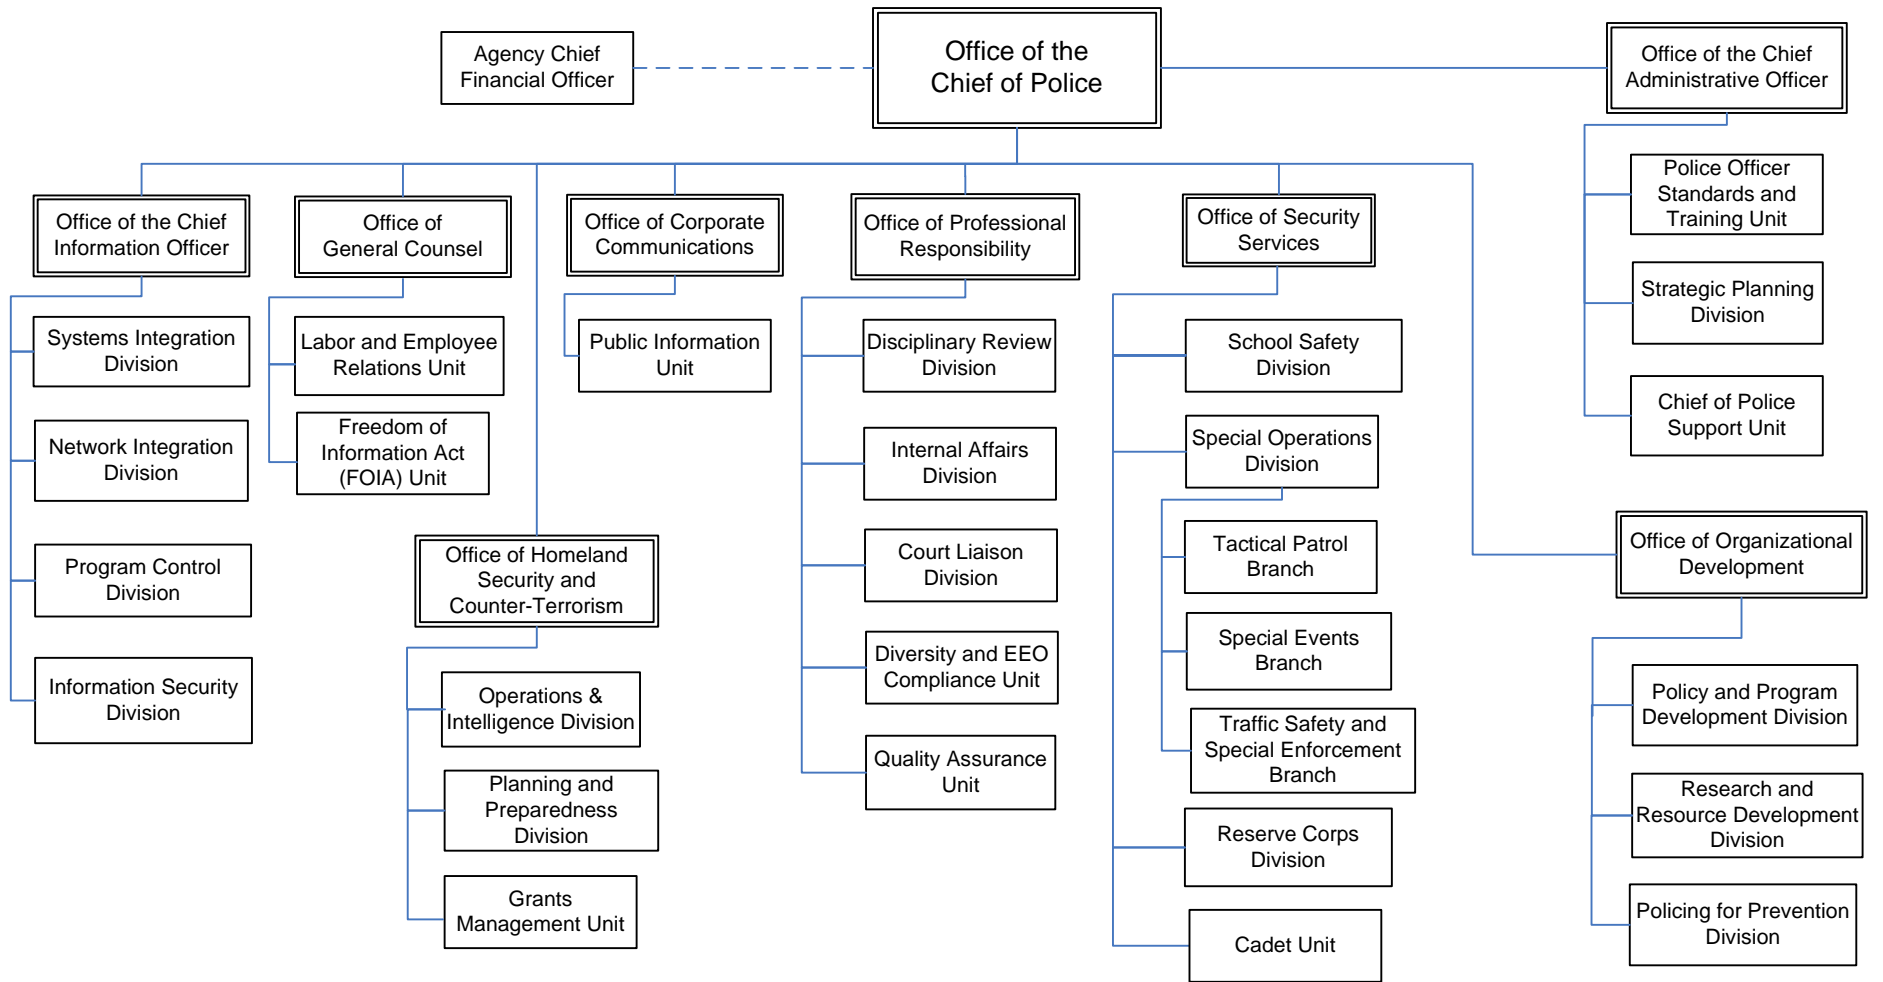 Agency Chief
Financial Officer
Office of the
Chief of Police
Office of the Chief
Administrative Officer
Police Officer
Standards and
Training Unit
Strategic Planning
Division
Chief of Police
Support Unit
Office of the Chief
Information Officer
Systems Integration
Division
Network Integration
Division
Program Control
Division
Information Security
Division
Office of
General Counsel
Labor and Employee
Relations Unit
Freedom of
Information Act
(FOIA) Unit
Office of Homeland
Security and
Counter-Terrorism
Operations &
Intelligence Division
Planning and
Preparedness
Division
Grants
Management Unit
Office of Corporate
Communications
Public Information
Unit
Office of Professional
Responsibility
Disciplinary Review
Division
Internal Affairs
Division
Court Liaison
Division
Diversity and EEO
Compliance Unit
Quality Assurance
Unit
Office of Security
Services
School Safety
Division
Special Operations
Division
Tactical Patrol
Branch
Special Events
Branch
Traffic Safety and
Special Enforcement
Branch
Reserve Corps
Division
Cadet Unit
Office of Organizational
Development
Policy and Program
Development Division
Research and
Resource Development
Division
Policing for Prevention
Division